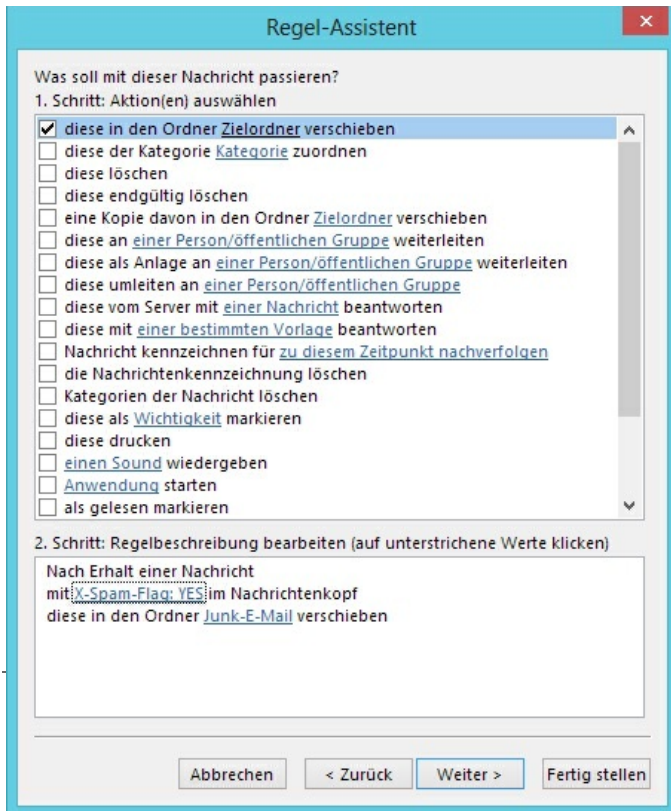 Regel-Assistent
Was soll mit dieser Nachricht passieren?
1. Schritt: Aktion(en) auswählen
diese in den Ordner Zielordner verschieben
diese der Kategorie Kategorie zuordnen
diese löschen
diese endgültig löschen
eine Kopie davon in den Ordner Zielordner verschieben
diese an einer Person/öffentlichen Gruppe weiterleiten
diese als Anlage an einer Person/öffentlichen Gruppe weiterleiten
diese umleiten an einer Person/öffentlichen Gruppe
diese vom Server mit einer Nachricht beantworten
diese mit einer bestimmten Vorlage beantworten
Nachricht kennzeichnen für zu diesem Zeitpunkt nachverfolgen
die Nachrichtenkennzeichnung löschen
Kategorien der Nachricht löschen
diese als Wichtigkeit markieren
diese drucken
einen Sound wiedergeben
Anwendung starten
als gelesen markieren
2. Schritt: Regelbeschreibung bearbeiten (auf unterstrichene Werte klicken)
Nach Erhalt einer Nachricht
mit X-Spam-Flag: YES im Nachrichtenkopf
diese in den Ordner Junk-E-Mail verschieben
Abbrechen < Zurück Weiter > Fertig stellen